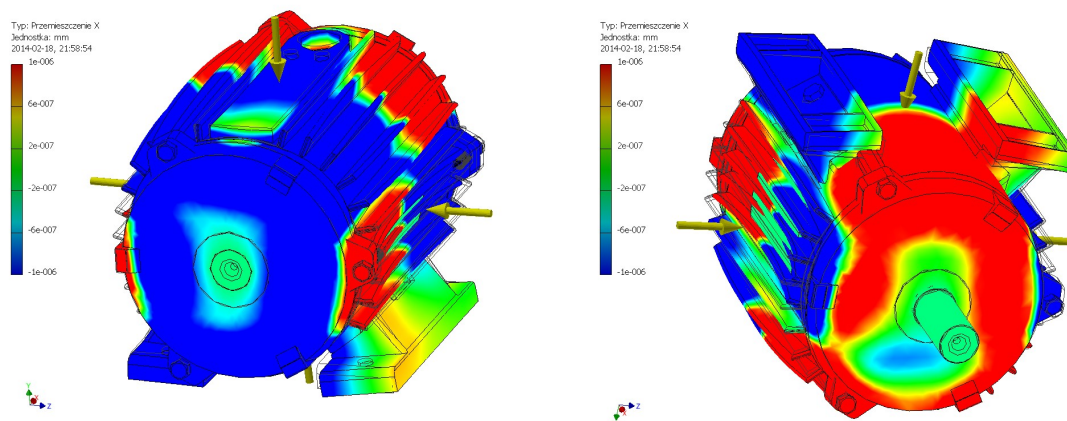 Typ: Przemieszczenie X
Jednostka: mm
2014-02-18, 21:58:54
1e-006
6e-007
2e-007
-2e-007
-6e-007
-1e-006
Y
X
Z
Typ: Przemieszczenie X
Jednostka: mm
2014-02-18, 21:58:54
1e-006
6e-007
2e-007
-2e-007
-6e-007
-1e-006
Z